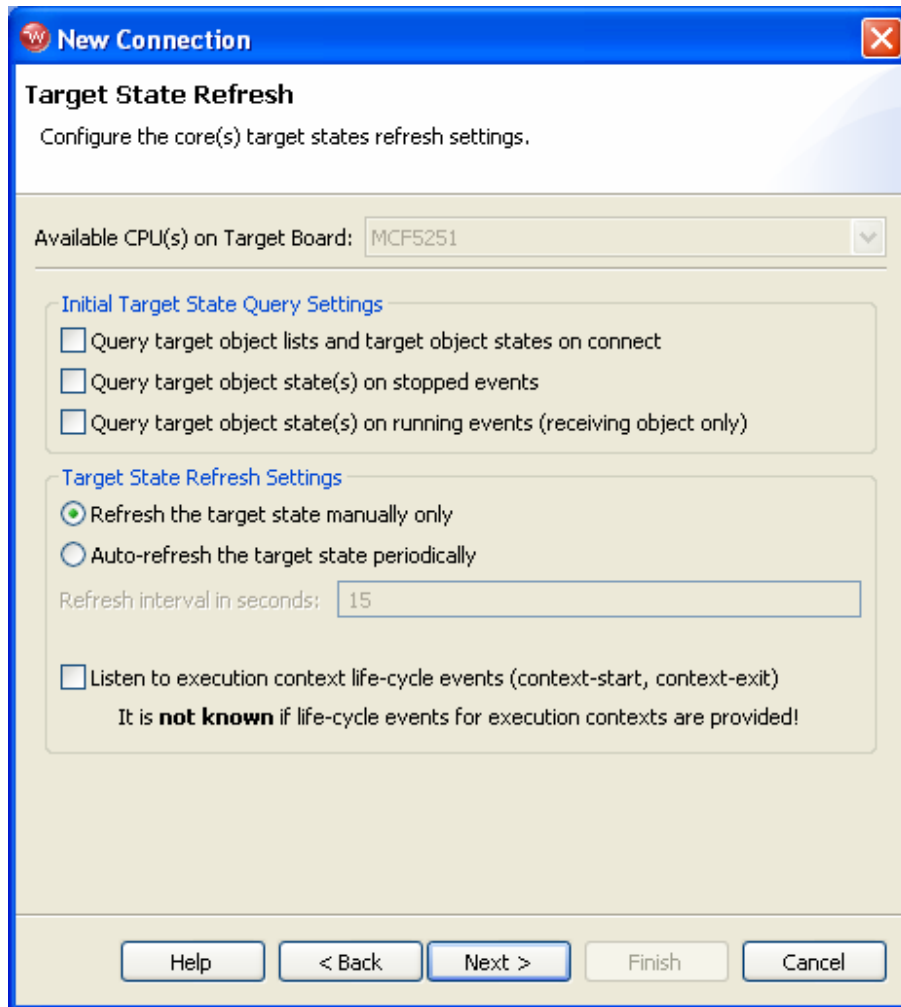 New Connection
Target State Refresh
Configure the core(s) target states refresh settings.
Available CPU(s) on Target Board: MCF5251
Initial Target State Query Settings
Query target object lists and target object states on connect
Query target object state(s) on stopped events
Query target object state(s) on running events (receiving object only)
Target State Refresh Settings
Refresh the target state manually only
Auto-refresh the target state periodically
Refresh interval in seconds: 15
Listen to execution context life-cycle events (context-start, context-exit)
It is not known if life-cycle events for execution contexts are provided!
Help < Back Next > Finish Cancel